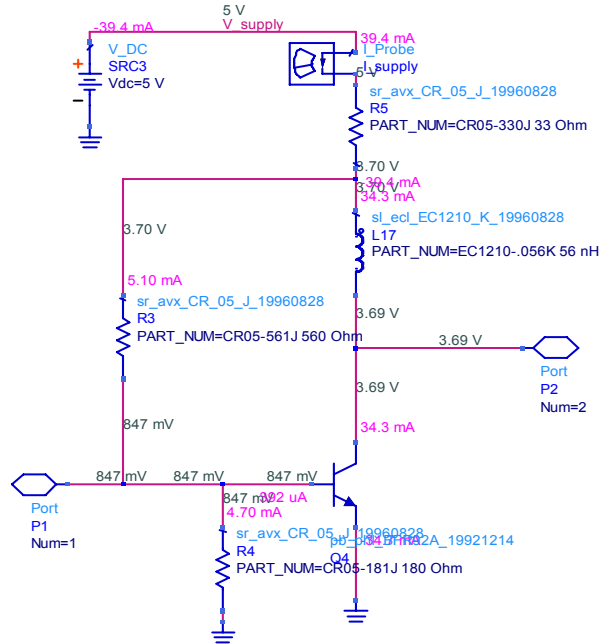 5 V
-39.4 mA
V_supply
39.4 mA
V_DC
I_Probe
SRC3
I_supply
Vdc=5 V
5 V
sr_avx_CR_05_J_19960828
R5
PART_NUM=CR05-330J 33 Ohm
3.70 V
39.4 mA
3.70 V
34.3 mA
sl_ecl_EC1210_K_19960828
3.70 V
L17
PART_NUM=EC1210-.056K 56 nH
5.10 mA
sr_avx_CR_05_J_19960828
3.69 V
R3
PART_NUM=CR05-561J 560 Ohm
3.69 V
Port
P2
Num=2
3.69 V
34.3 mA
847 mV
847 mV
847 mV
847 mV
847 mV
392 uA
Port
4.70 mA
P1
sr_avx_CR_05_J_19960828
Num=1
R4
Q4
PART_NUM=CR05-181J 180 Ohm